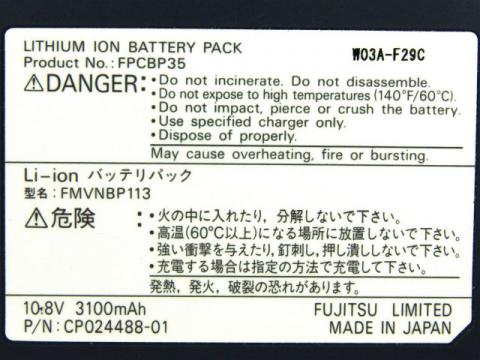 LITHIUM ION BATTERY PACK
W03A-F29C
Product No.: FPCBP35
⚠DANGER: •Do not incinerate. Do not disassemble.
•Do not expose to high temperatures (140°F/60°C).
•Do not impact, pierce or crush the battery.
•Use specified charger only.
•Dispose of properly.
May cause overheating, fire or bursting.
Li-ion バッテリパック
型名: FMVNBP113
⚠危険 :•火の中に入れたり, 分解しないで下さい。
•高温(60℃以上)になる場所に放置しないで下さい。
•強い衝撃を与えたり, 釘刺し, 押し潰ししないで下さい。
•充電する場合は指定の方法で充電して下さい。
発熱, 発火, 破裂の恐れがあります。
10.8V 3100mAh
FUJITSU LIMITED
P/N: CP024488-01
MADE IN JAPAN